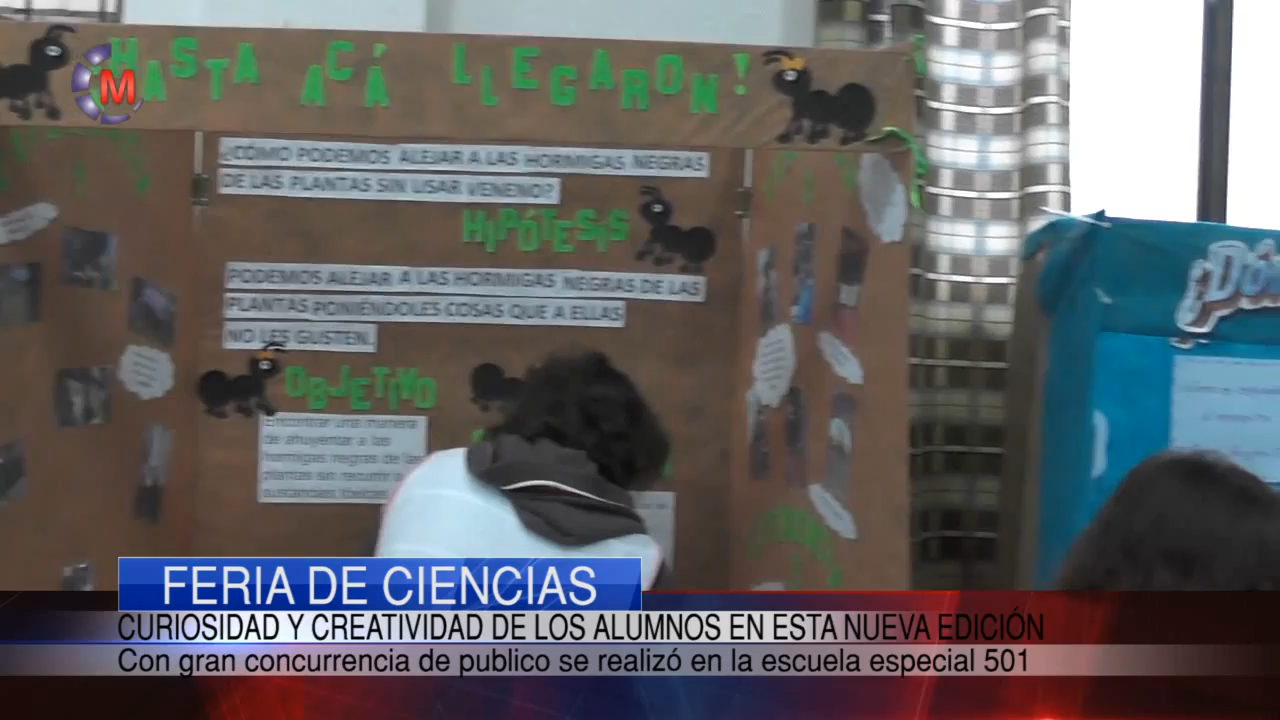 HASTA ACÁ LLEGARON!
M
¿CÓMO PODEMOS ALEJAR A LAS HORMIGAS NEGRAS
DE LAS PLANTAS SIN USAR VENENO?
HIPÓTESIS
PODEMOS ALEJAR A LAS HORMIGAS NEGRAS DE LAS
PLANTAS PONIÉNDOLES COSAS QUE A ELLAS
NO LES GUSTEN.
OBJETIVO
Encontrar una manera
de ahuyentar a las
hormigas negras de las
plantas sin
FERIA DE CIENCIAS
CURIOSIDAD Y CREATIVIDAD DE LOS ALUMNOS EN ESTA NUEVA EDICIÓN
Con gran concurrencia de publico se realizó en la escuela especial 501